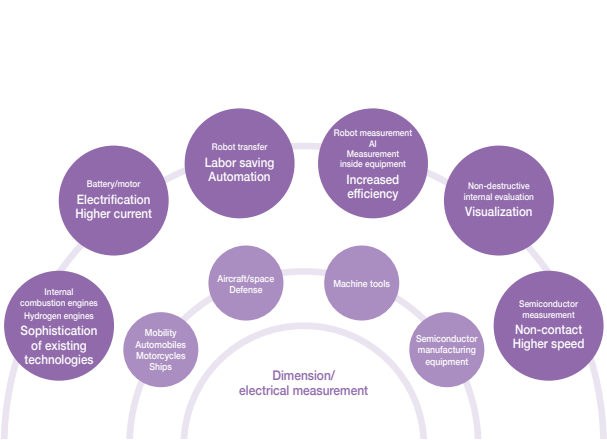 Robot transfer
Labor saving
Automation
Robot measurement
AI
Measurement
inside equipment
Increased
efficiency
Battery/motor
Electrification
Higher current
Non-destructive
internal evaluation
Visualization
Internal
combustion engines
Hydrogen engines
Sophistication
of existing
technologies
Aircraft/space
Defense
Machine tools
Semiconductor
measurement
Non-contact
Higher speed
Mobility
Automobiles
Motorcycles
Ships
Semiconductor
manufacturing
equipment
Dimension/
electrical measurement